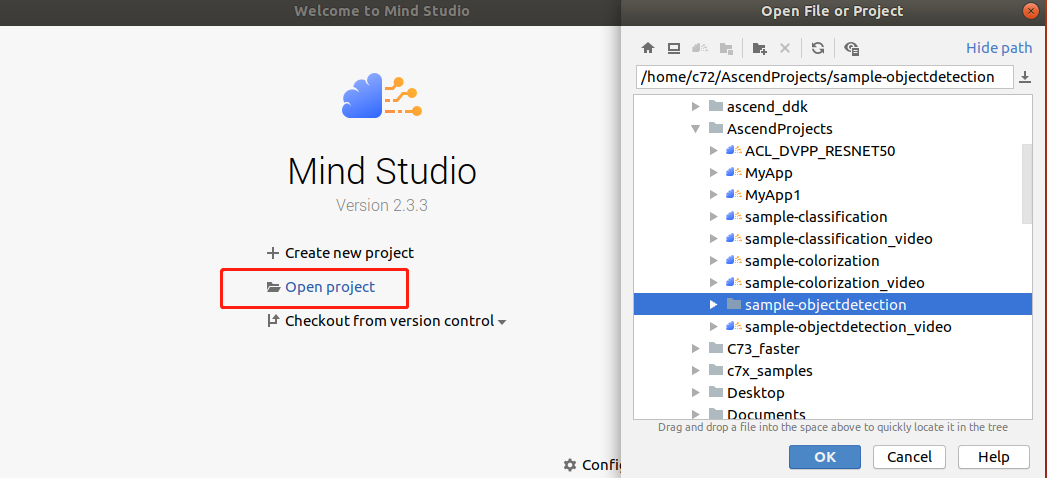 Welcome to Mind Studio
Mind Studio
Version 2.3.3
Create new project
Open project
Checkout from version control
Open File or Project
Hide path
/home/c72/AscendProjects/sample-objectdetection
ascend_ddk
AscendProjects
ACL_DVPP_RESNET50
MyApp
MyApp1
sample-classification
sample-classification_video
sample-colorization
sample-colorization_video
sample-objectdetection
sample-objectdetection_video
C73_faster
c7x_samples
Desktop
Documents
Drag and drop a file into the space above to quickly locate it in the tree
OK Cancel Help